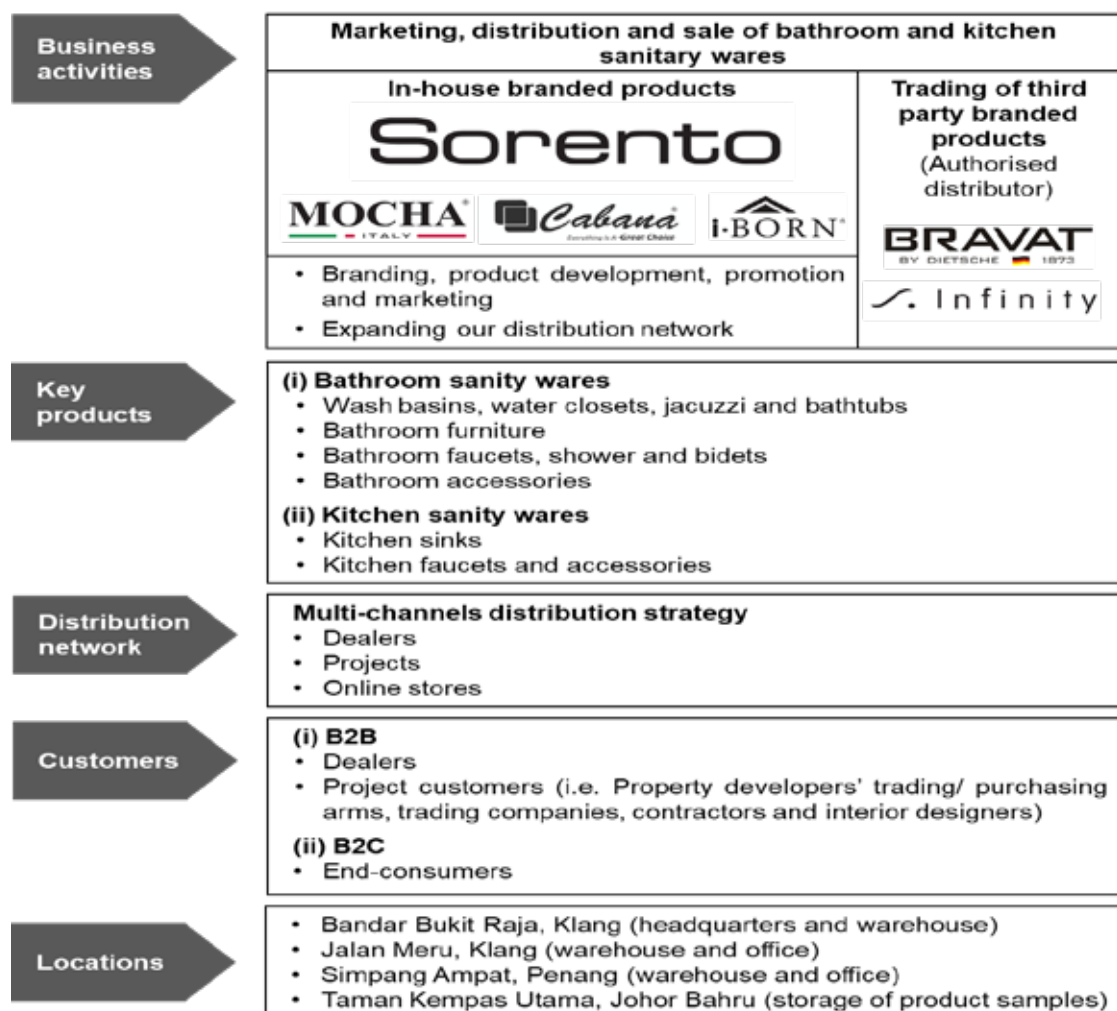 Business
activities
Marketing, distribution and sale of bathroom and kitchen
sanitary wares
In-house branded products
Sorento
MOCHA®
ITALY
Cabana®
Everything Is A Great Choice
i·BORN®
• Branding, product development, promotion
and marketing
• Expanding our distribution network
Trading of third
party branded
products
(Authorised
distributor)
BRAVAT
BY DIETSCHE 1873
Infinity
Key
products
(i) Bathroom sanity wares
• Wash basins, water closets, jacuzzi and bathtubs
• Bathroom furniture
• Bathroom faucets, shower and bidets
• Bathroom accessories
(ii) Kitchen sanity wares
• Kitchen sinks
• Kitchen faucets and accessories
Distribution
network
Multi-channels distribution strategy
• Dealers
• Projects
• Online stores
Customers
(i) B2B
• Dealers
• Project customers (i.e. Property developers' trading/ purchasing
arms, trading companies, contractors and interior designers)
(ii) B2C
• End-consumers
Locations
• Bandar Bukit Raja, Klang (headquarters and warehouse)
• Jalan Meru, Klang (warehouse and office)
• Simpang Ampat, Penang (warehouse and office)
• Taman Kempas Utama, Johor Bahru (storage of product samples)